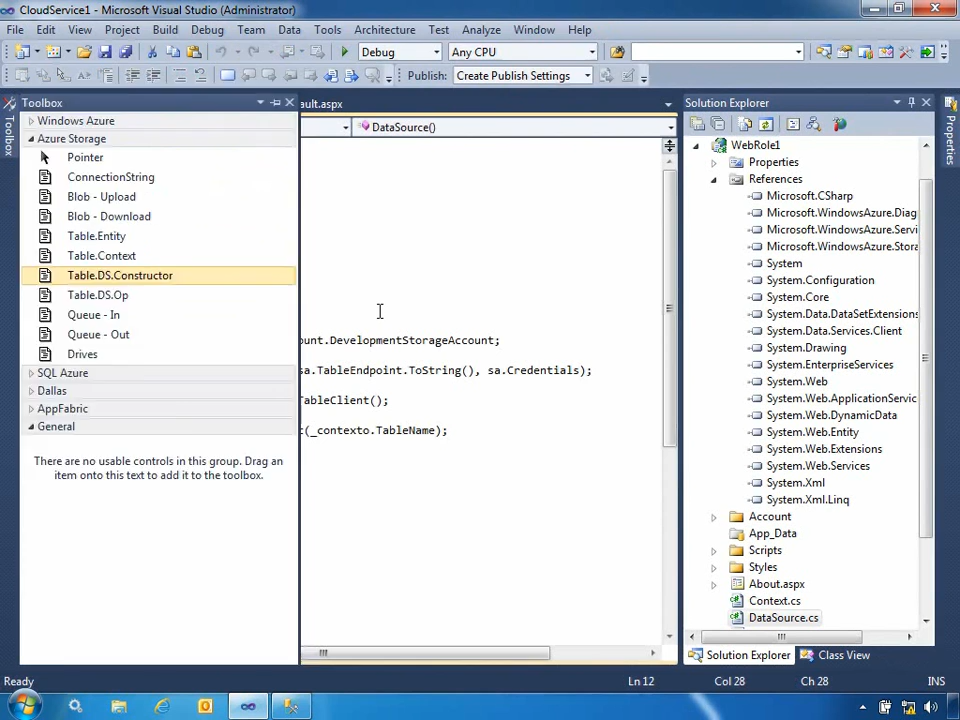 CloudService1 - Microsoft Visual Studio (Administrator)
File Edit View Project Build Debug Team Data Tools Architecture Test Analyze Window Help
Debug Any CPU
Publish: Create Publish Settings
Toolbox
Toolbox
Windows Azure
Azure Storage
Pointer
ConnectionString
Blob - Upload
Blob - Download
Table.Entity
Table.Context
Table.DS.Constructor
Table.DS.Op
Queue - In
Queue - Out
Drives
SQL Azure
Dallas
AppFabric
General
There are no usable controls in this group. Drag an
item onto this text to add it to the toolbox.
ault.aspx
DataSource()
ount.DevelopmentStorageAccount;
sa.TableEndpoint.ToString(), sa.Credentials);
TableClient();
t(_contexto.TableName);
Solution Explorer
WebRole1
Properties
References
Microsoft.CSharp
Microsoft.WindowsAzure.Diag
Microsoft.WindowsAzure.Servi
Microsoft.WindowsAzure.Stora
System
System.Configuration
System.Core
System.Data.DataSetExtensions
System.Data.Services.Client
System.Drawing
System.EnterpriseServices
System.Web
System.Web.ApplicationServic
System.Web.DynamicData
System.Web.Entity
System.Web.Extensions
System.Web.Services
System.Xml
System.Xml.Linq
Account
App_Data
Scripts
Styles
About.aspx
Context.cs
DataSource.cs
Solution Explorer Class View
Properties
Ready Ln 12 Col 28 Ch 28 INS